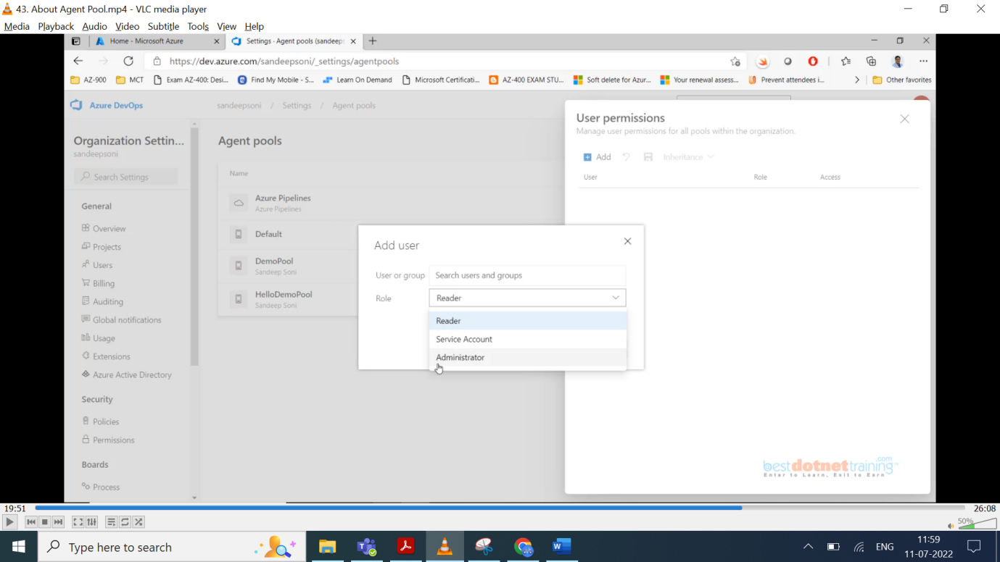 43. About Agent Pool.mp4 - VLC media player
Media Playback Audio Video Subtitle Tools View Help
Home - Microsoft Azure
Settings - Agent pools (sandeeps
https://dev.azure.com/sandeepsoni/_settings/agentpools
AZ-900 MCT Exam AZ-400: Desi... Find My Mobile - S... Learn On Demand Microsoft Certificati... AZ-400 EXAM STU... Soft delete for Azur... Your renewal assess... Prevent attendees i... Other favorites
Azure DevOps
sandeepsoni / Settings / Agent pools
Organization Settin...
sandeepsoni
Search Settings
General
Overview
Projects
Users
Billing
Auditing
Global notifications
Usage
Extensions
Azure Active Directory
Security
Policies
Permissions
Boards
Process
Agent pools
Name
Azure Pipelines
Azure Pipelines
Default
DemoPool
Sandeep Soni
HelloDemoPool
Sandeep Soni
User permissions
Manage user permissions for all pools within the organization.
Add Inheritance
User Role Access
Add user
User or group Search users and groups
Role Reader
Reader
Service Account
Administrator
bestdotnettraining.com™
Enter to Learn, Exit to Earn
19:51 26:08
50%
Type here to search
ENG
11:59
11-07-2022